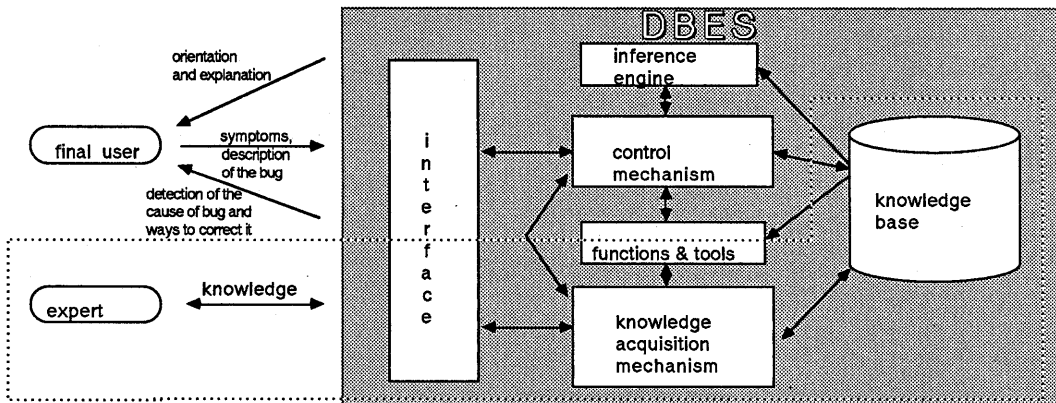 DBES
orientation
and explanation
final user
symptoms,
description
of the bug
detection of the
cause of bug and
ways to correct it
expert
knowledge
interface
inference
engine
control
mechanism
functions & tools
knowledge
acquisition
mechanism
knowledge
base